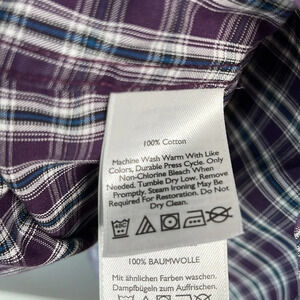 100% Cotton
Machine Wash Warm With Like
Colors, Durable Press Cycle. Only
Non-Chlorine Bleach When
Needed. Tumble Dry Low. Remove
Promptly. Steam Ironing May Be
Required For Restoration. Do Not
Dry Clean.
100% BAUMWOLLE
Mit ähnlichen Farben waschen.
Dampfbügeln zum Auffrischen.